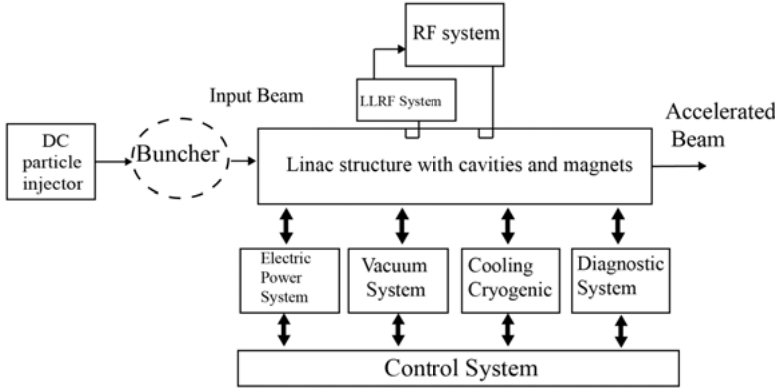 RF system
LLRF System
Input Beam
Accelerated
Beam
DC
particle
injector
Buncher
Linac structure with cavities and magnets
Electric
Power
System
Vacuum
System
Cooling
Cryogenic
Diagnostic
System
Control System